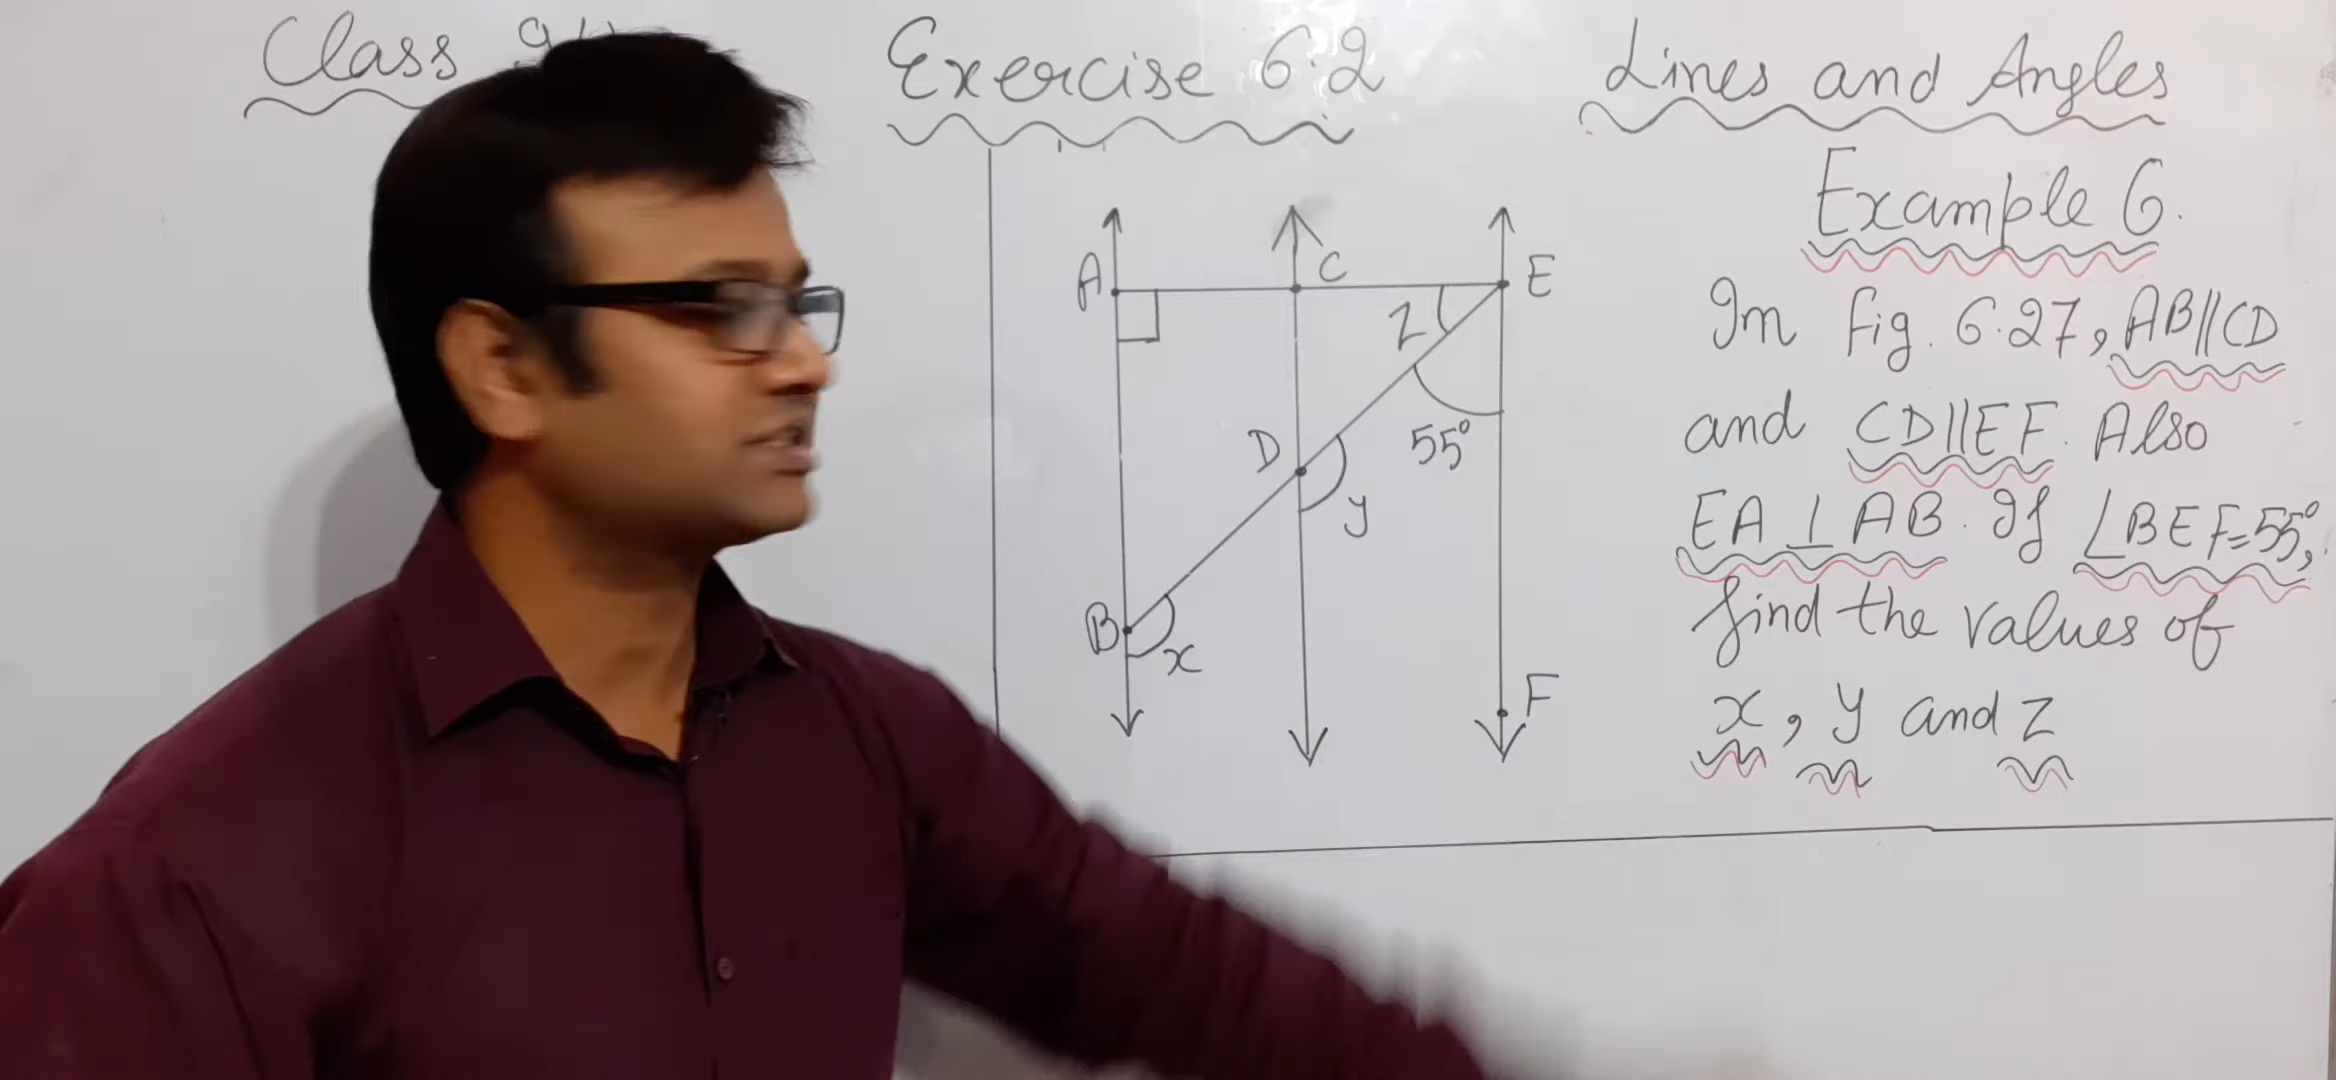 Class
Exercise 6.2
Lines and Angles
Example 6.
In fig. 6.27, AB||CD
and CD||EF. Also
EA⊥AB. If ∠BEF=55°,
find the values of
x, y and z
A
C
E
z
D
55°
y
B
x
F